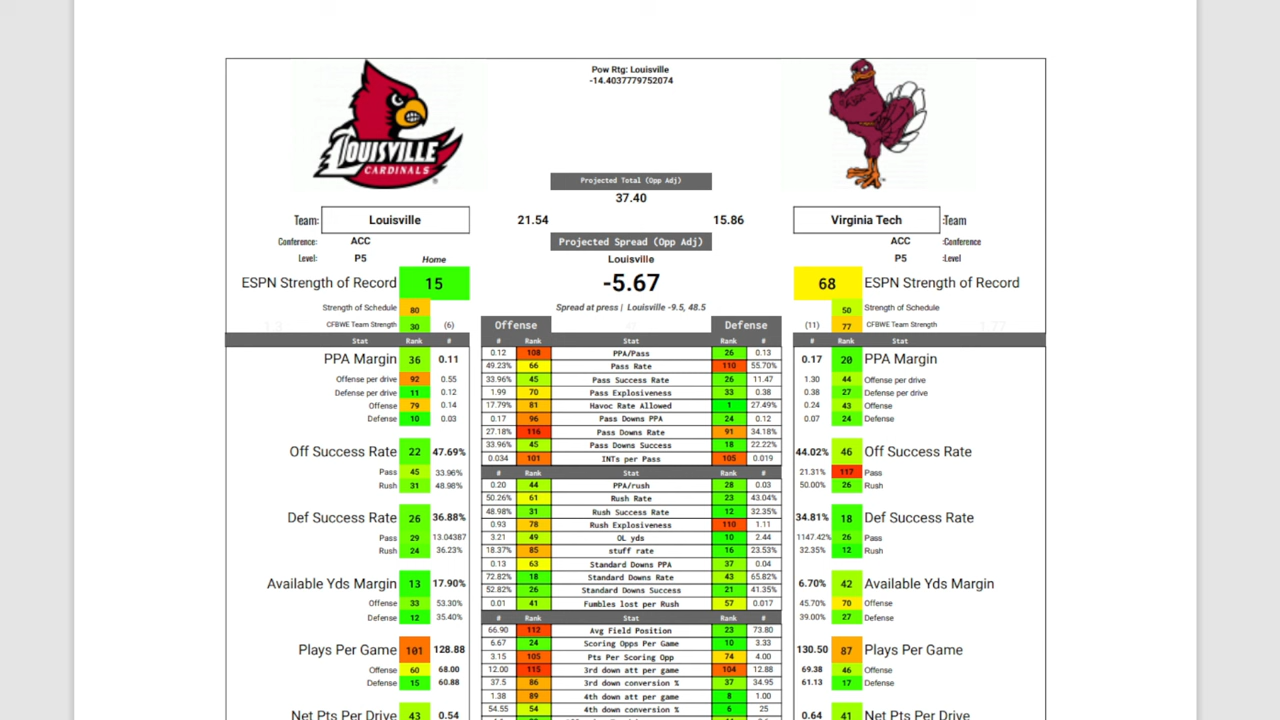 Pow Rtg: Louisville
-14.4037779752074
LOUISVILLE
CARDINALS
Projected Total (Opp Adj)
37.40
Team: Louisville 21.54 15.86 Virginia Tech :Team
Conference: ACC Projected Spread (Opp Adj) ACC :Conference
Level: P5 Home Louisville P5 :Level
ESPN Strength of Record 15 -5.67 68 ESPN Strength of Record
Strength of Schedule 80 Spread at press | Louisville -9.5, 48.5 50 Strength of Schedule
CFBWE Team Strength 30 (6) Offense Defense (11) 77 CFBWE Team Strength
Stat Rank # # Rank Stat Rank # # Rank Stat
PPA Margin 36 0.11 0.12 108 PPA/Pass 26 0.13 0.17 20 PPA Margin
49.23% 66 Pass Rate 110 55.70%
Offense per drive 92 0.55 33.96% 45 Pass Success Rate 26 11.47 1.30 44 Offense per drive
Defense per drive 11 0.12 1.99 70 Pass Explosiveness 33 0.38 0.38 27 Defense per drive
Offense 79 0.14 17.79% 81 Havoc Rate Allowed 1 27.49% 0.24 43 Offense
Defense 10 0.03 0.17 96 Pass Downs PPA 24 0.12 0.07 24 Defense
27.18% 116 Pass Downs Rate 91 34.18%
Off Success Rate 22 47.69% 33.96% 45 Pass Downs Success 18 22.22% 44.02% 46 Off Success Rate
0.034 101 INTs per Pass 105 0.019
Pass 45 33.96% # Rank Stat Rank # 21.31% 117 Pass
Rush 31 48.98% 0.20 44 PPA/rush 28 0.03 50.00% 26 Rush
50.26% 61 Rush Rate 23 43.04%
48.98% 31 Rush Success Rate 12 32.35%
Def Success Rate 26 36.88% 0.93 78 Rush Explosiveness 110 1.11 34.81% 18 Def Success Rate
Pass 29 13.04387 3.21 49 OL yds 10 2.44 1147.42% 26 Pass
Rush 24 36.23% 18.37% 85 stuff rate 16 23.53% 32.35% 12 Rush
0.13 63 Standard Downs PPA 37 0.04
Available Yds Margin 13 17.90% 72.82% 18 Standard Downs Rate 43 65.82% 6.70% 42 Available Yds Margin
52.82% 26 Standard Downs Success 21 41.35%
Offense 33 53.30% 0.01 41 Fumbles lost per Rush 57 0.017 45.70% 70 Offense
Defense 12 35.40% # Rank Stat Rank # 39.00% 27 Defense
66.90 112 Avg Field Position 23 73.80
6.67 24 Scoring Opps Per Game 10 3.33
Plays Per Game 101 128.88 3.15 105 Pts Per Scoring Opp 74 4.00 130.50 87 Plays Per Game
Offense 60 68.00 12.00 115 3rd down att per game 104 12.88 69.38 46 Offense
Defense 15 60.88 37.5 86 3rd down conversion % 37 34.95 61.13 17 Defense
1.38 89 4th down att per game 8 1.00
Net Pts Per Drive 43 0.54 54.55 54 4th down conversion % 6 25 0.64 41 Net Pts Per Drive